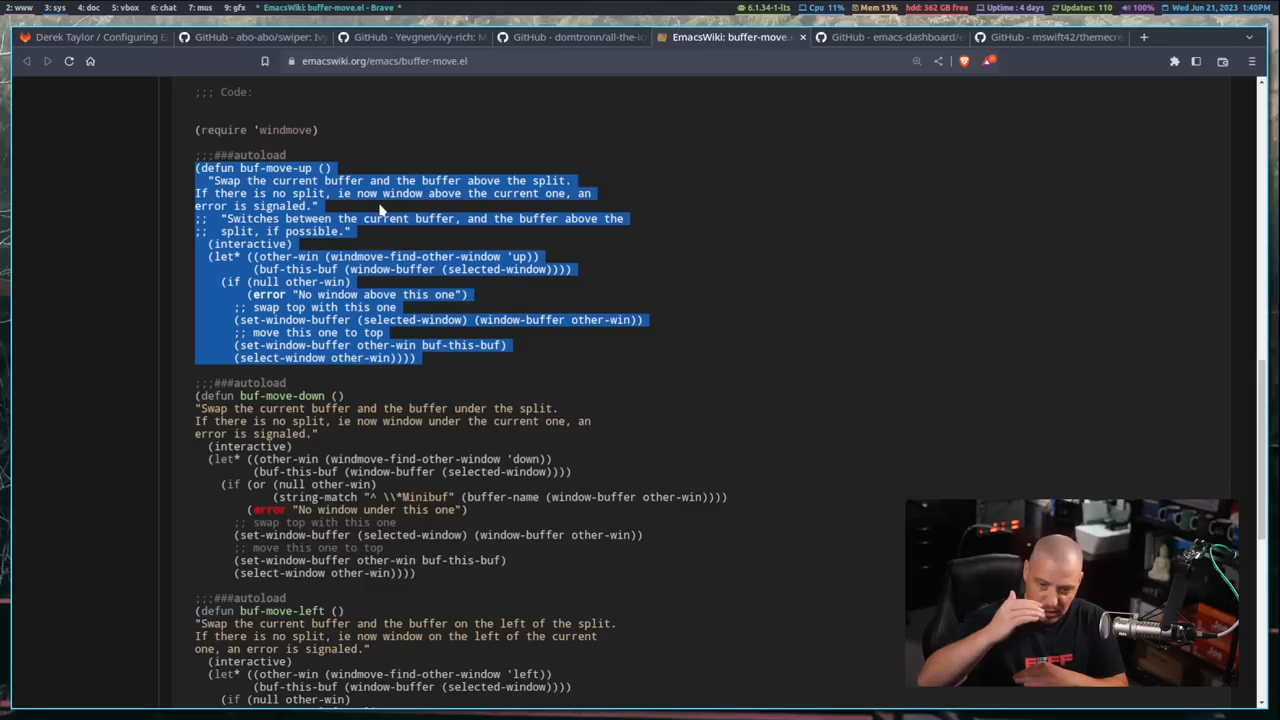 2: www 3: sys 4: doc 5: vbox 6: chat 7: mus 9: gfx * EmacsWiki: buffer-move.el - Brave * 6.1.34-1-lts Cpu 11% Mem 13% hdd: 362 GB free Uptime : 4 days Updates: 110 100% Wed Jun 21, 2023 1:40PM
Derek Taylor / Configuring E GitHub - abo-abo/swiper: Iv GitHub - Yevgnen/ivy-rich: M GitHub - domtronn/all-the-ic EmacsWiki: buffer-move. GitHub - emacs-dashboard/e GitHub - mswift42/themecre
emacswiki.org/emacs/buffer-move.el
;;; Code:
(require 'windmove)
;;;###autoload
(defun buf-move-up ()
"Swap the current buffer and the buffer above the split.
If there is no split, ie now window above the current one, an
error is signaled."
;; "Switches between the current buffer, and the buffer above the
;; split, if possible."
(interactive)
(let* ((other-win (windmove-find-other-window 'up))
(buf-this-buf (window-buffer (selected-window))))
(if (null other-win)
(error "No window above this one")
;; swap top with this one
(set-window-buffer (selected-window) (window-buffer other-win))
;; move this one to top
(set-window-buffer other-win buf-this-buf)
(select-window other-win))))
;;;###autoload
(defun buf-move-down ()
"Swap the current buffer and the buffer under the split.
If there is no split, ie now window under the current one, an
error is signaled."
(interactive)
(let* ((other-win (windmove-find-other-window 'down))
(buf-this-buf (window-buffer (selected-window))))
(if (or (null other-win)
(string-match "^ \\*Minibuf" (buffer-name (window-buffer other-win))))
(error "No window under this one")
;; swap top with this one
(set-window-buffer (selected-window) (window-buffer other-win))
;; move this one to top
(set-window-buffer other-win buf-this-buf)
(select-window other-win))))
;;;###autoload
(defun buf-move-left ()
"Swap the current buffer and the buffer on the left of the split.
If there is no split, ie now window on the left of the current
one, an error is signaled."
(interactive)
(let* ((other-win (windmove-find-other-window 'left))
(buf-this-buf (window-buffer (selected-window))))
(if (null other-win)